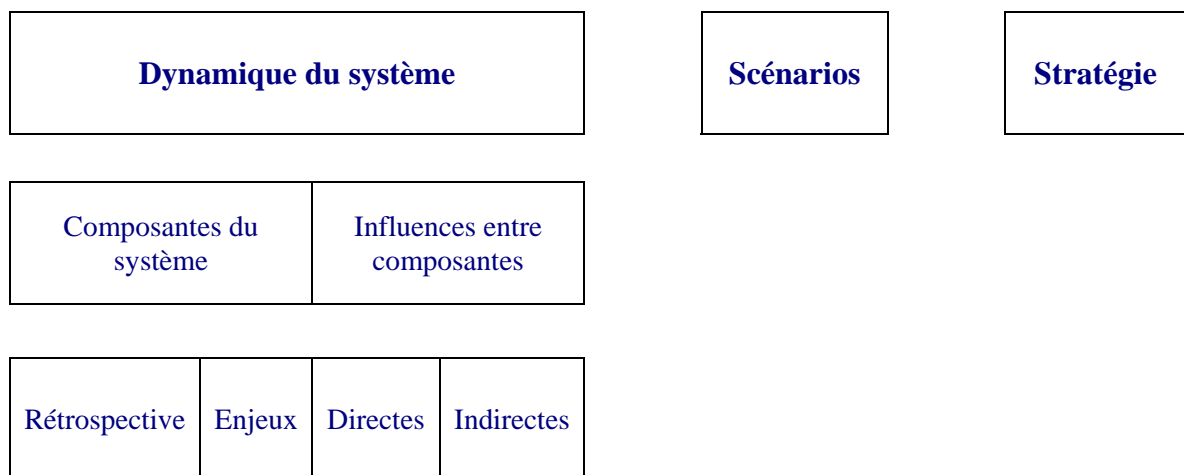 Dynamique du système
Scénarios
Stratégie
Composantes du
système
Influences entre
composantes
Rétrospective
Enjeux
Directes
Indirectes